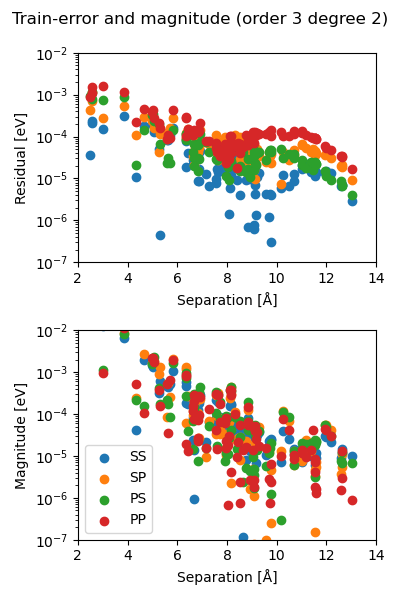 Train-error and magnitude (order 3 degree 2)
10⁻²
10⁻³
10⁻⁴
10⁻⁵
10⁻⁶
10⁻⁷
Residual [eV]
2 4 6 8 10 12 14
Separation [Å]
10⁻²
10⁻³
10⁻⁴
10⁻⁵
10⁻⁶
10⁻⁷
Magnitude [eV]
SS
SP
PS
PP
2 4 6 8 10 12 14
Separation [Å]